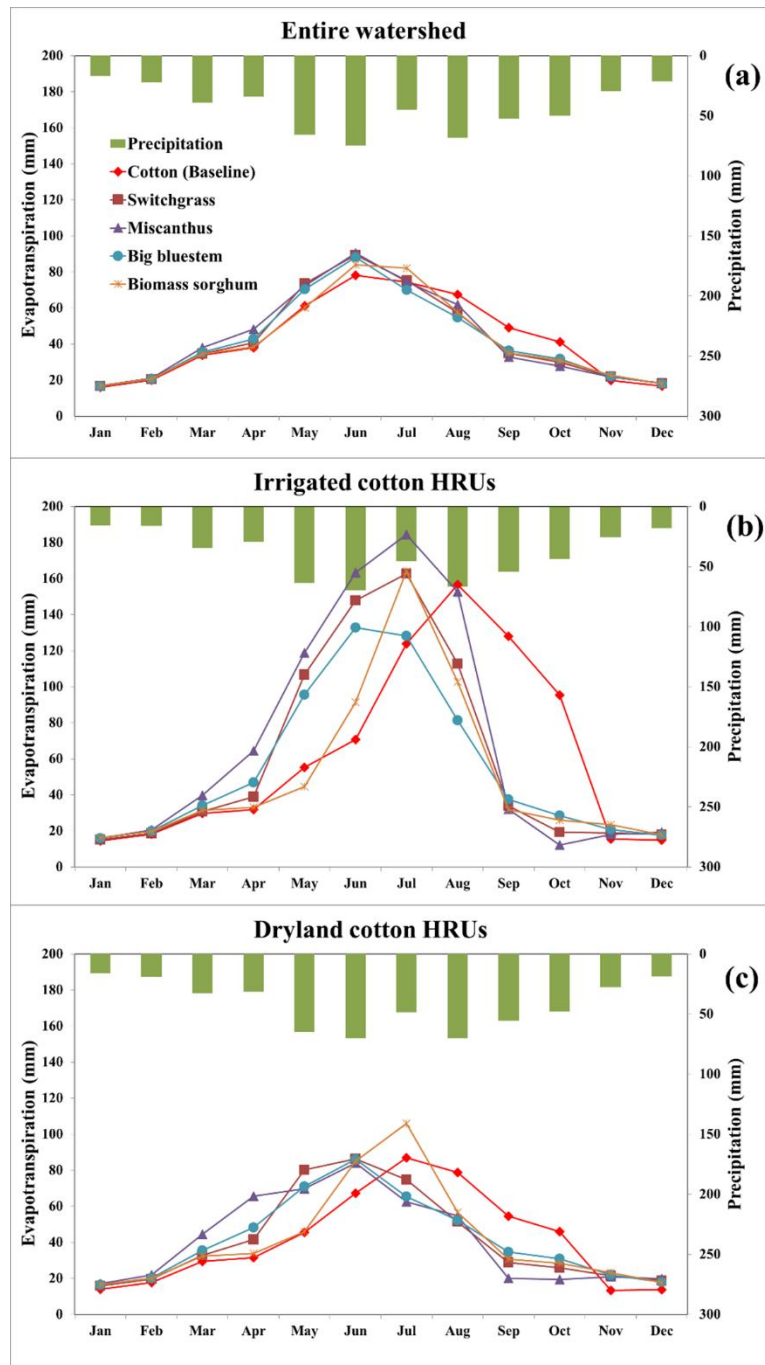 Entire watershed
(a)
200
180
160
140
120
100
80
60
40
20
0
Evapotranspiration (mm)
0
50
100
150
200
250
300
Precipitation (mm)
Precipitation
Cotton (Baseline)
Switchgrass
Miscanthus
Big bluestem
Biomass sorghum
Jan Feb Mar Apr May Jun Jul Aug Sep Oct Nov Dec
Irrigated cotton HRUs
(b)
200
180
160
140
120
100
80
60
40
20
0
Evapotranspiration (mm)
0
50
100
150
200
250
300
Precipitation (mm)
Jan Feb Mar Apr May Jun Jul Aug Sep Oct Nov Dec
Dryland cotton HRUs
(c)
200
180
160
140
120
100
80
60
40
20
0
Evapotranspiration (mm)
0
50
100
150
200
250
300
Precipitation (mm)
Jan Feb Mar Apr May Jun Jul Aug Sep Oct Nov Dec